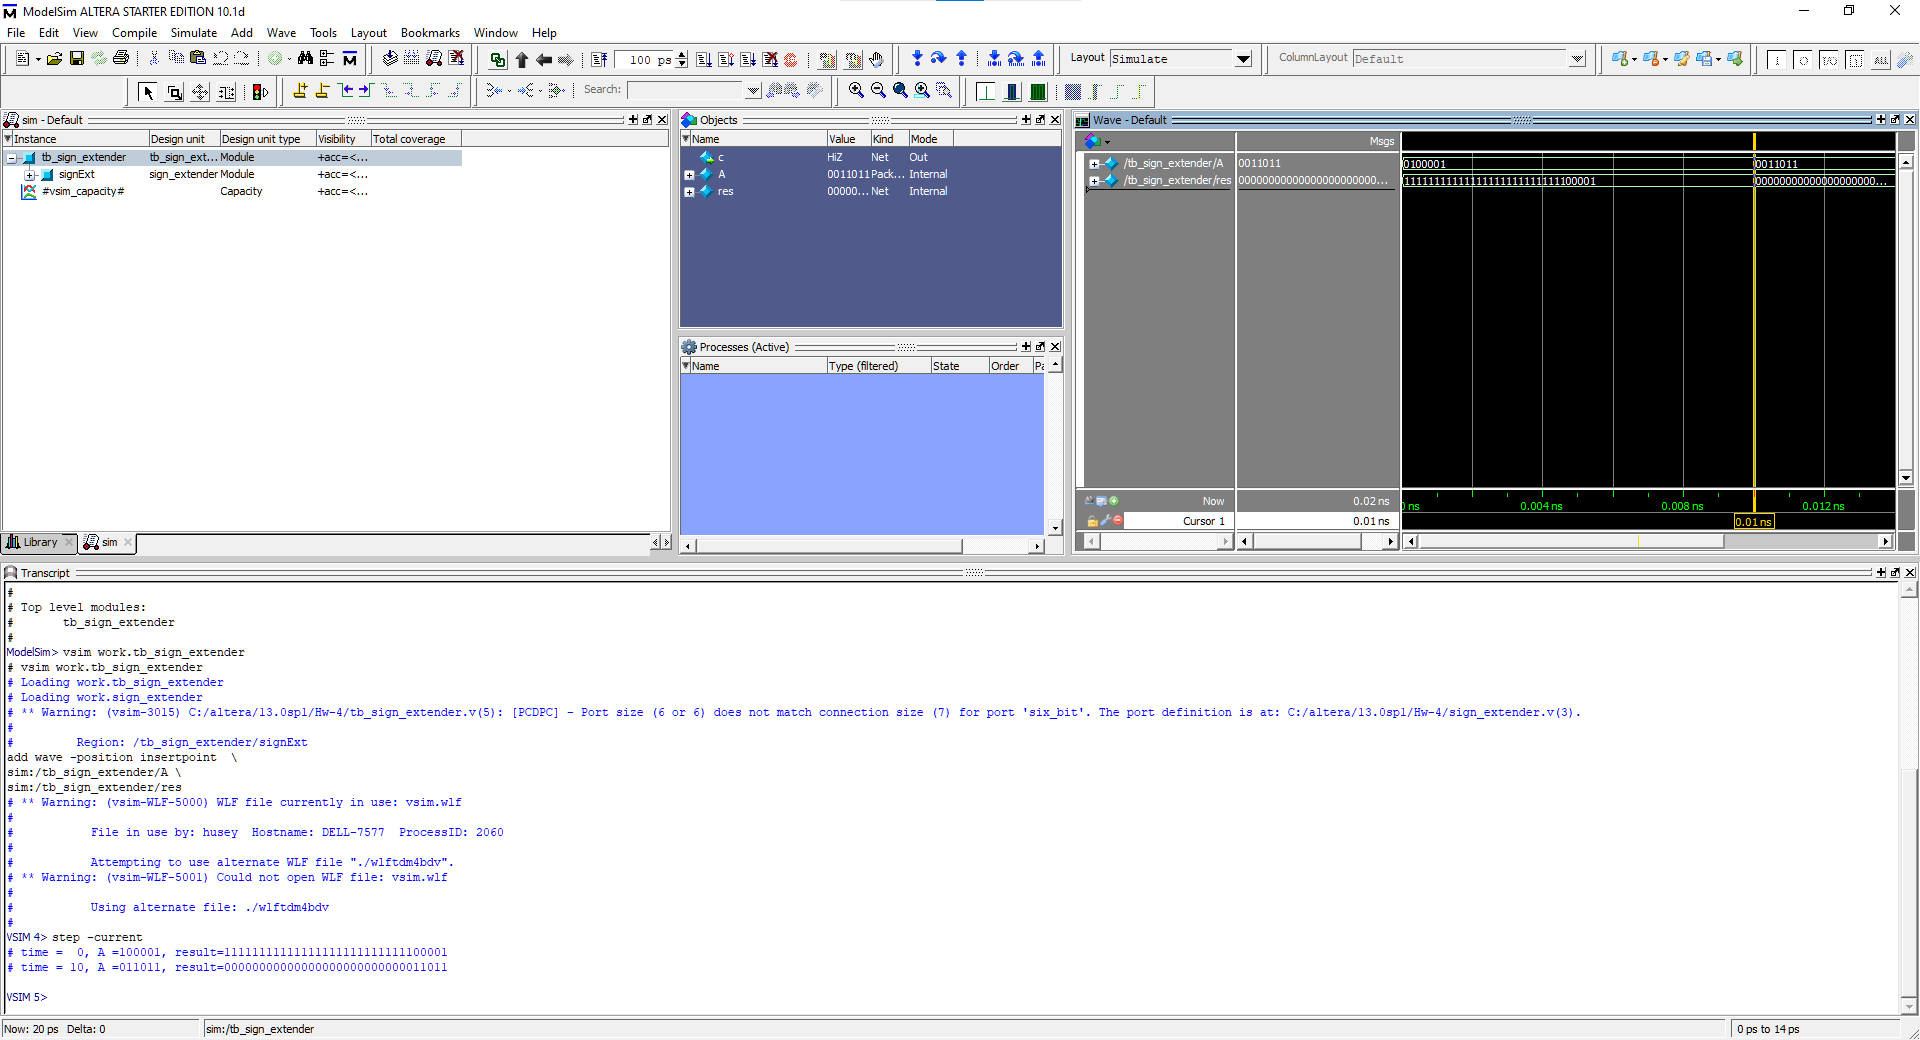 ModelSim ALTERA STARTER EDITION 10.1d
File Edit View Compile Simulate Add Wave Tools Layout Bookmarks Window Help
100 ps
Layout Simulate
ColumnLayout Default
Search:
sim - Default
Instance Design unit Design unit type Visibility Total coverage
tb_sign_extender tb_sign_ext... Module +acc=<...
signExt sign_extender Module +acc=<...
#vsim_capacity# Capacity +acc=<...
Library sim
Objects
Name Value Kind Mode
c HiZ Net Out
A 0011011 Pack... Internal
res 00000... Net Internal
Processes (Active)
Name Type (filtered) State Order Pa
Wave - Default
Msgs
/tb_sign_extender/A 0011011 0100001 0011011
/tb_sign_extender/res
Now 0.02 ns
0.004 ns 0.008 ns 0.012 ns
Cursor 1 0.01 ns 0.01 ns
Transcript
#
# Top level modules:
# tb_sign_extender
#
ModelSim> vsim work.tb_sign_extender
# vsim work.tb_sign_extender
# Loading work.tb_sign_extender
# Loading work.sign_extender
# ** Warning: (vsim-3015) C:/altera/13.0sp1/Hw-4/tb_sign_extender.v(5): [PCDPC] - Port size (6 or 6) does not match connection size (7) for port 'six_bit'. The port definition is at: C:/altera/13.0sp1/Hw-4/sign_extender.v(3).
#
# Region: /tb_sign_extender/signExt
add wave -position insertpoint \
sim:/tb_sign_extender/A \
sim:/tb_sign_extender/res
# ** Warning: (vsim-WLF-5000) WLF file currently in use: vsim.wlf
#
# File in use by: husey Hostname: DELL-7577 ProcessID: 2060
#
# Attempting to use alternate WLF file "./wlftdm4bdv".
# ** Warning: (vsim-WLF-5001) Could not open WLF file: vsim.wlf
#
# Using alternate file: ./wlftdm4bdv
#
VSIM 4> step -current
# time = 0, A =100001, result=11111111111111111111111111100001
# time = 10, A =011011, result=00000000000000000000000000011011
VSIM 5>
Now: 20 ps Delta: 0
sim:/tb_sign_extender
0 ps to 14 ps